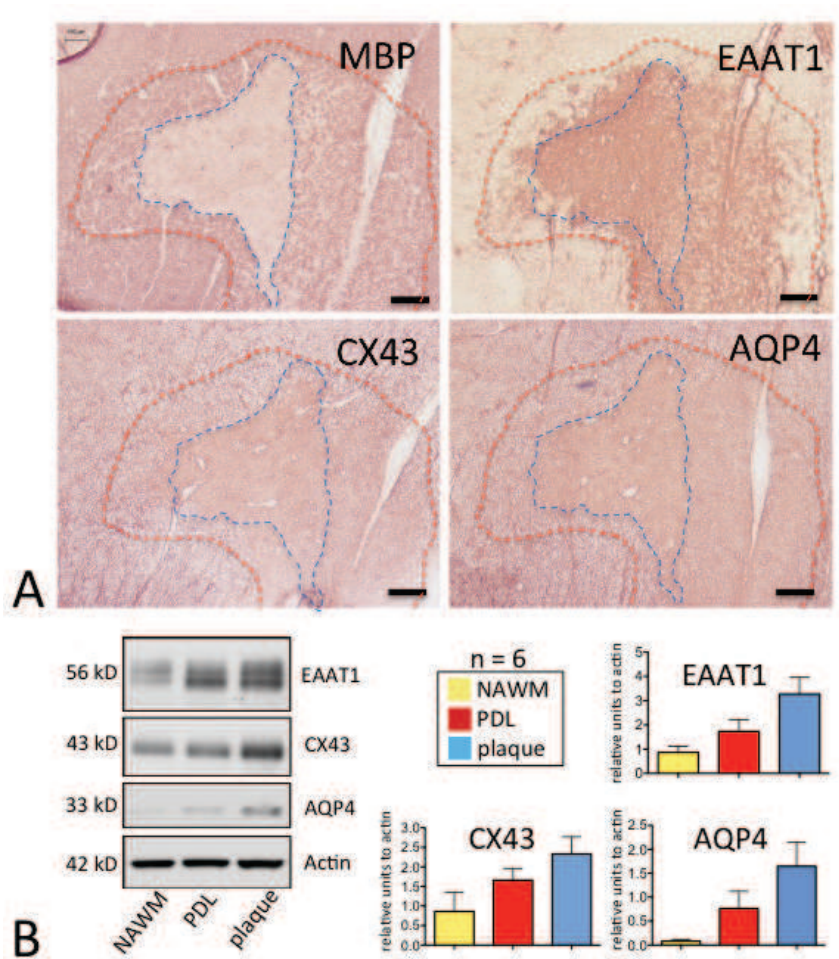 MBP
EAAT1
CX43
AQP4
A
56 kD
EAAT1
43 kD
CX43
33 kD
AQP4
42 kD
Actin
NAWM
PDL
plaque
B
n = 6
NAWM
PDL
plaque
EAAT1
relative units to actin
5
4
3
2
1
0
CX43
relative units to actin
3.0
2.5
2.0
1.5
1.0
0.5
0.0
AQP4
relative units to actin
2.5
2.0
1.5
1.0
0.5
0.0